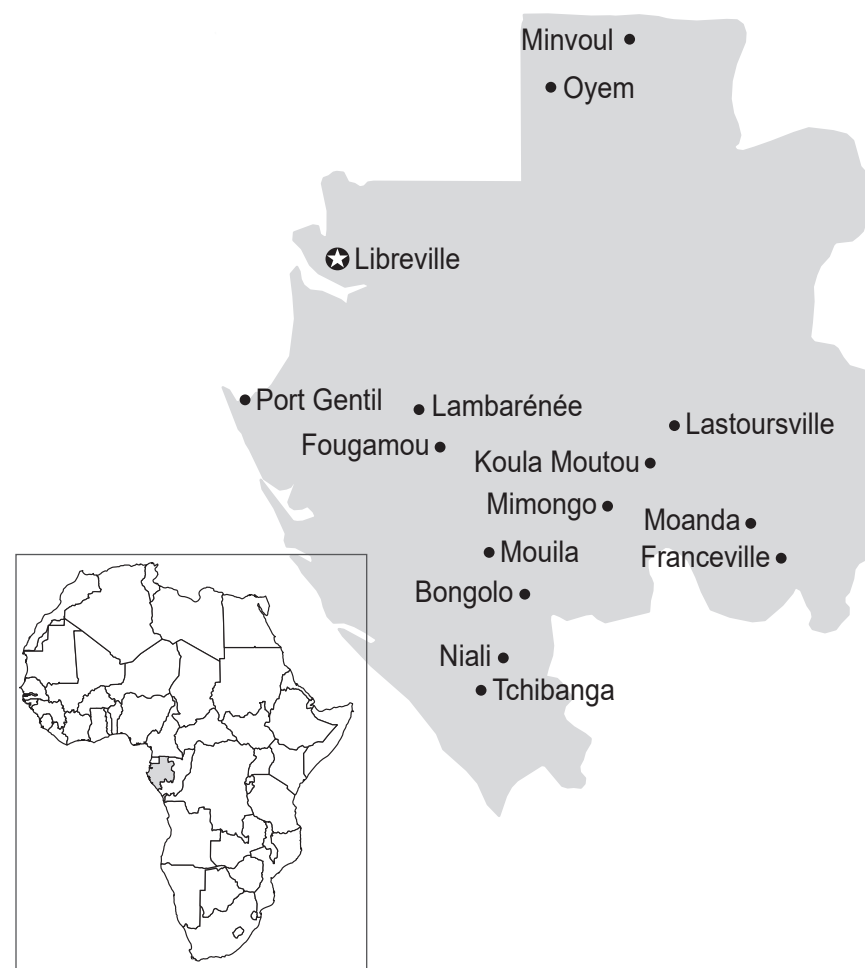 Minvoul
Oyem
Libreville
Port Gentil
Lambarénée
Lastoursville
Fougamou
Koula Moutou
Mimongo
Moanda
Mouila
Franceville
Bongolo
Niali
Tchibanga